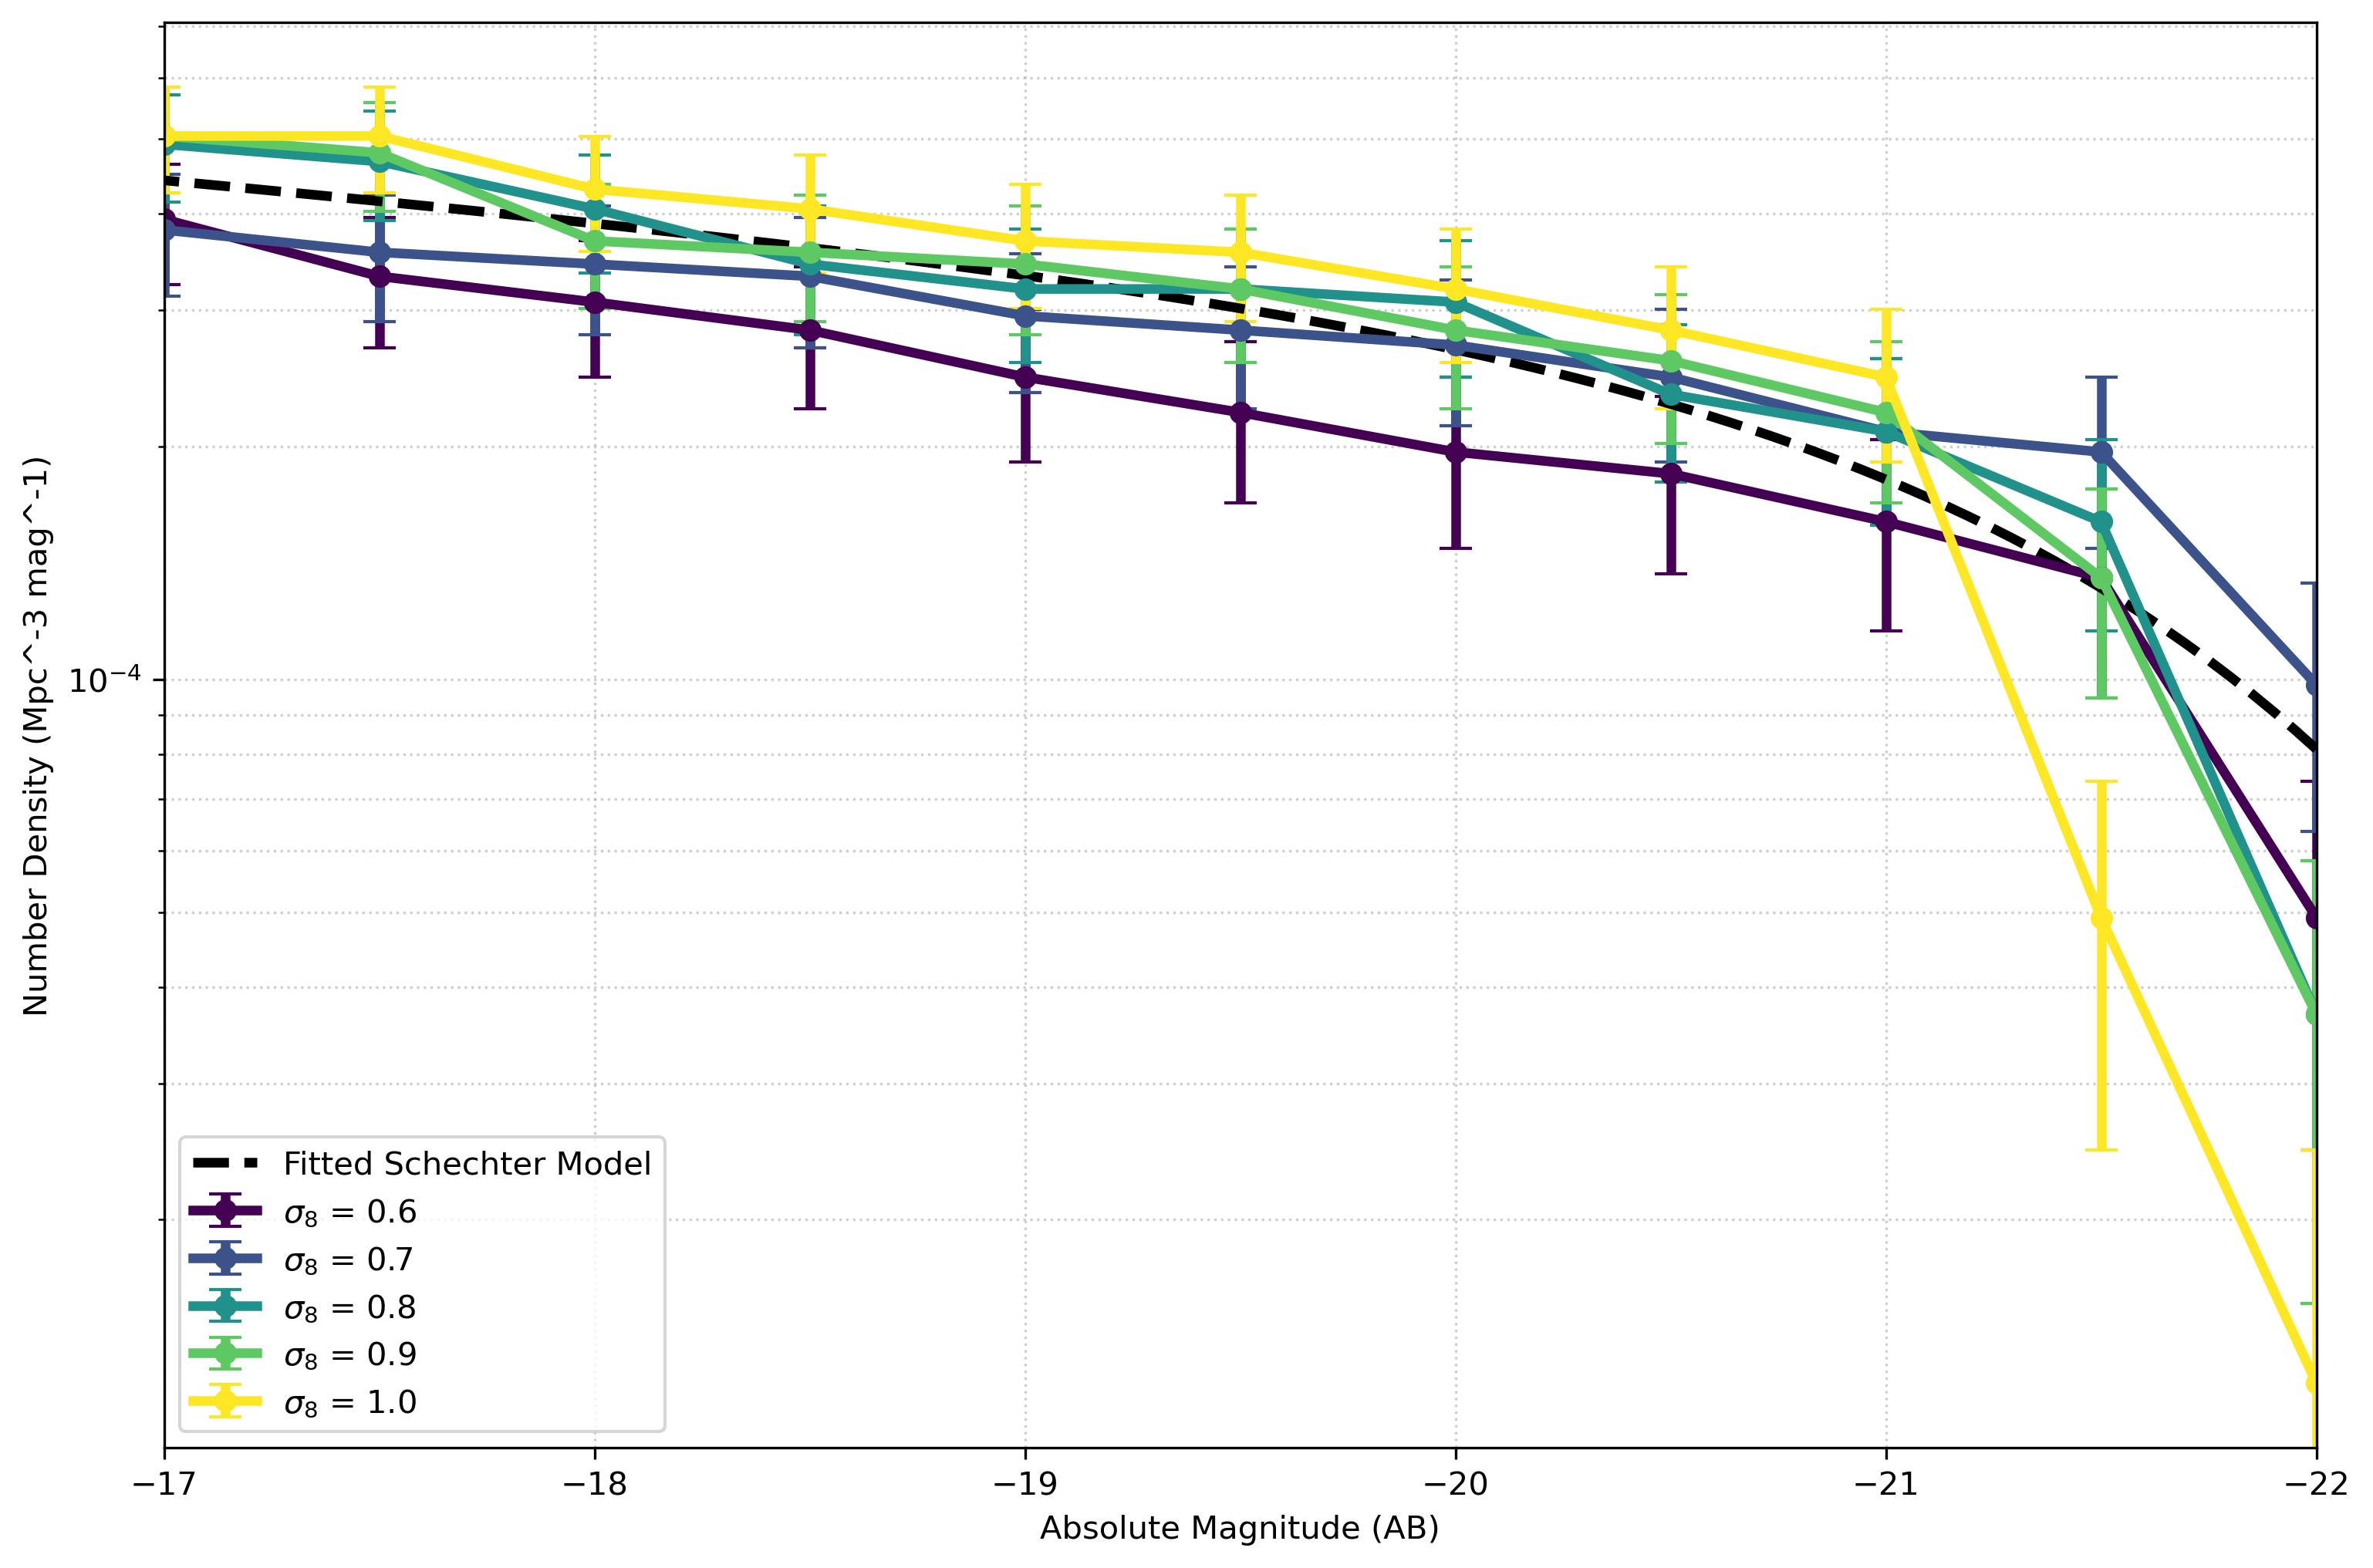 Number Density (Mpc^-3 mag^-1)
10⁻⁴
Fitted Schechter Model
σ₈ = 0.6
σ₈ = 0.7
σ₈ = 0.8
σ₈ = 0.9
σ₈ = 1.0
−17 −18 −19 −20 −21 −22
Absolute Magnitude (AB)